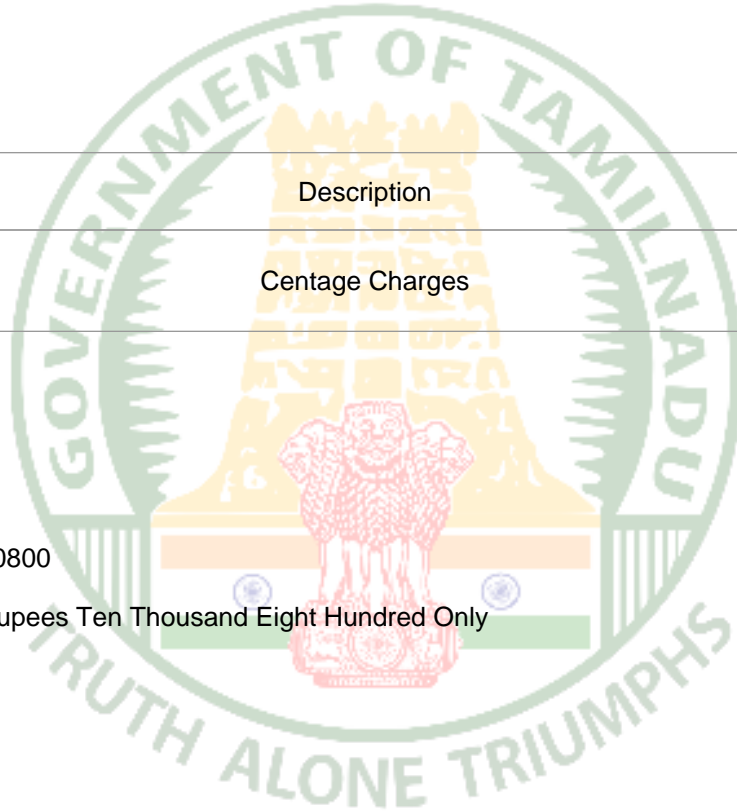 GOVERNMENT OF TAMILNADU
Description
Centage Charges
0800
upees Ten Thousand Eight Hundred Only
TRUTH ALONE TRIUMPHS